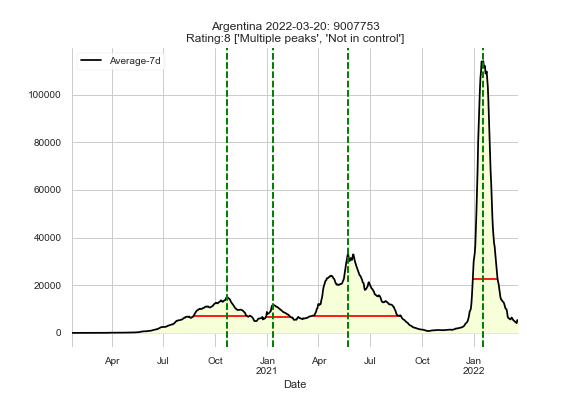 Argentina 2022-03-20: 9007753
Rating:8 ['Multiple peaks', 'Not in control']
Average-7d
100000
80000
60000
40000
20000
0
Apr Jul Oct Jan Apr Jul Oct Jan
2021 2022
Date